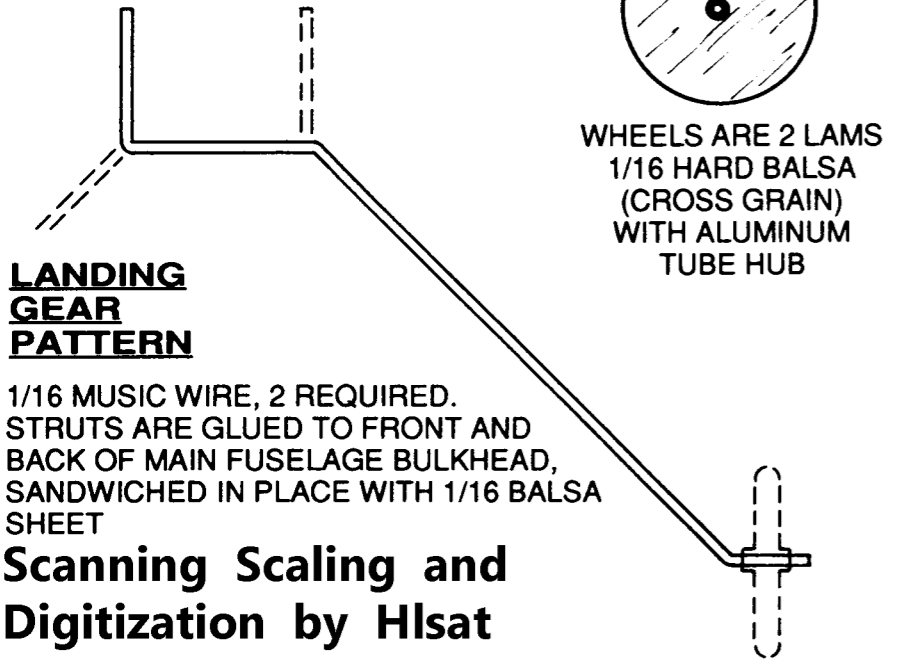 WHEELS ARE 2 LAMS
1/16 HARD BALSA
(CROSS GRAIN)
WITH ALUMINUM
TUBE HUB
LANDING
GEAR
PATTERN
1/16 MUSIC WIRE, 2 REQUIRED.
STRUTS ARE GLUED TO FRONT AND
BACK OF MAIN FUSELAGE BULKHEAD,
SANDWICHED IN PLACE WITH 1/16 BALSA
SHEET
Scanning Scaling and
Digitization by Hlsat